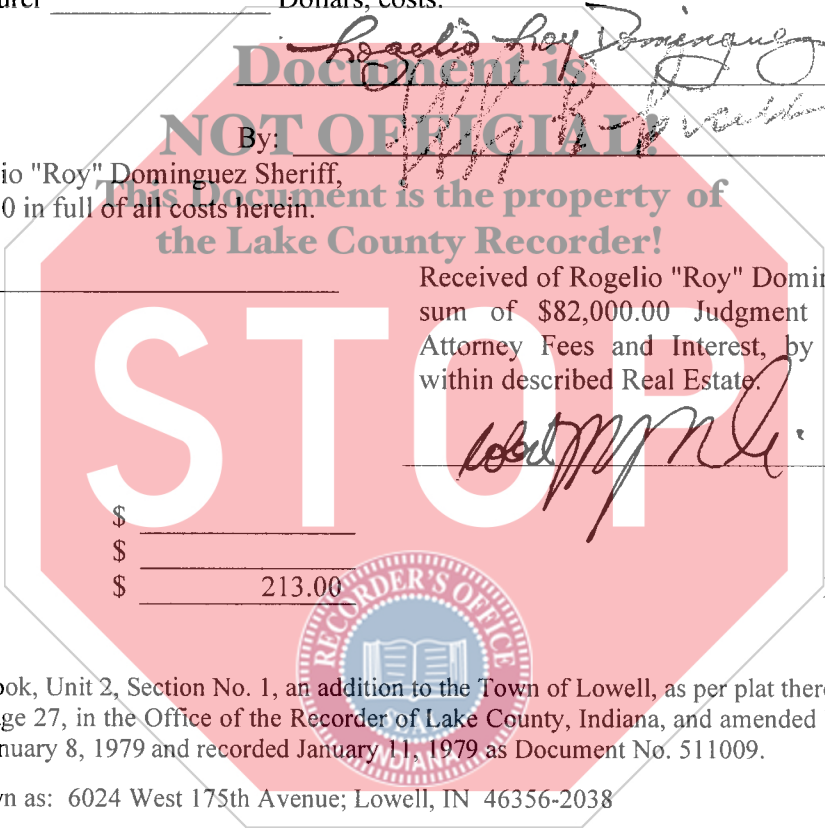 Dollars, costs.
Rogelio Roy Dominguez
Document is
NOT OFFICIAL!
By:
io "Roy" Dominguez Sheriff,
This Document is the property of
0 in full of all costs herein.
the Lake County Recorder!
Received of Rogelio "Roy" Domin
sum of $82,000.00 Judgment
Attorney Fees and Interest, by
within described Real Estate.
STOP
$
$
$ 213.00
RECORDER'S OFFICE
SEAL
INDIANA
ok, Unit 2, Section No. 1, an addition to the Town of Lowell, as per plat there
ge 27, in the Office of the Recorder of Lake County, Indiana, and amended
nuary 8, 1979 and recorded January 11, 1979 as Document No. 511009.
n as: 6024 West 175th Avenue; Lowell, IN 46356-2038